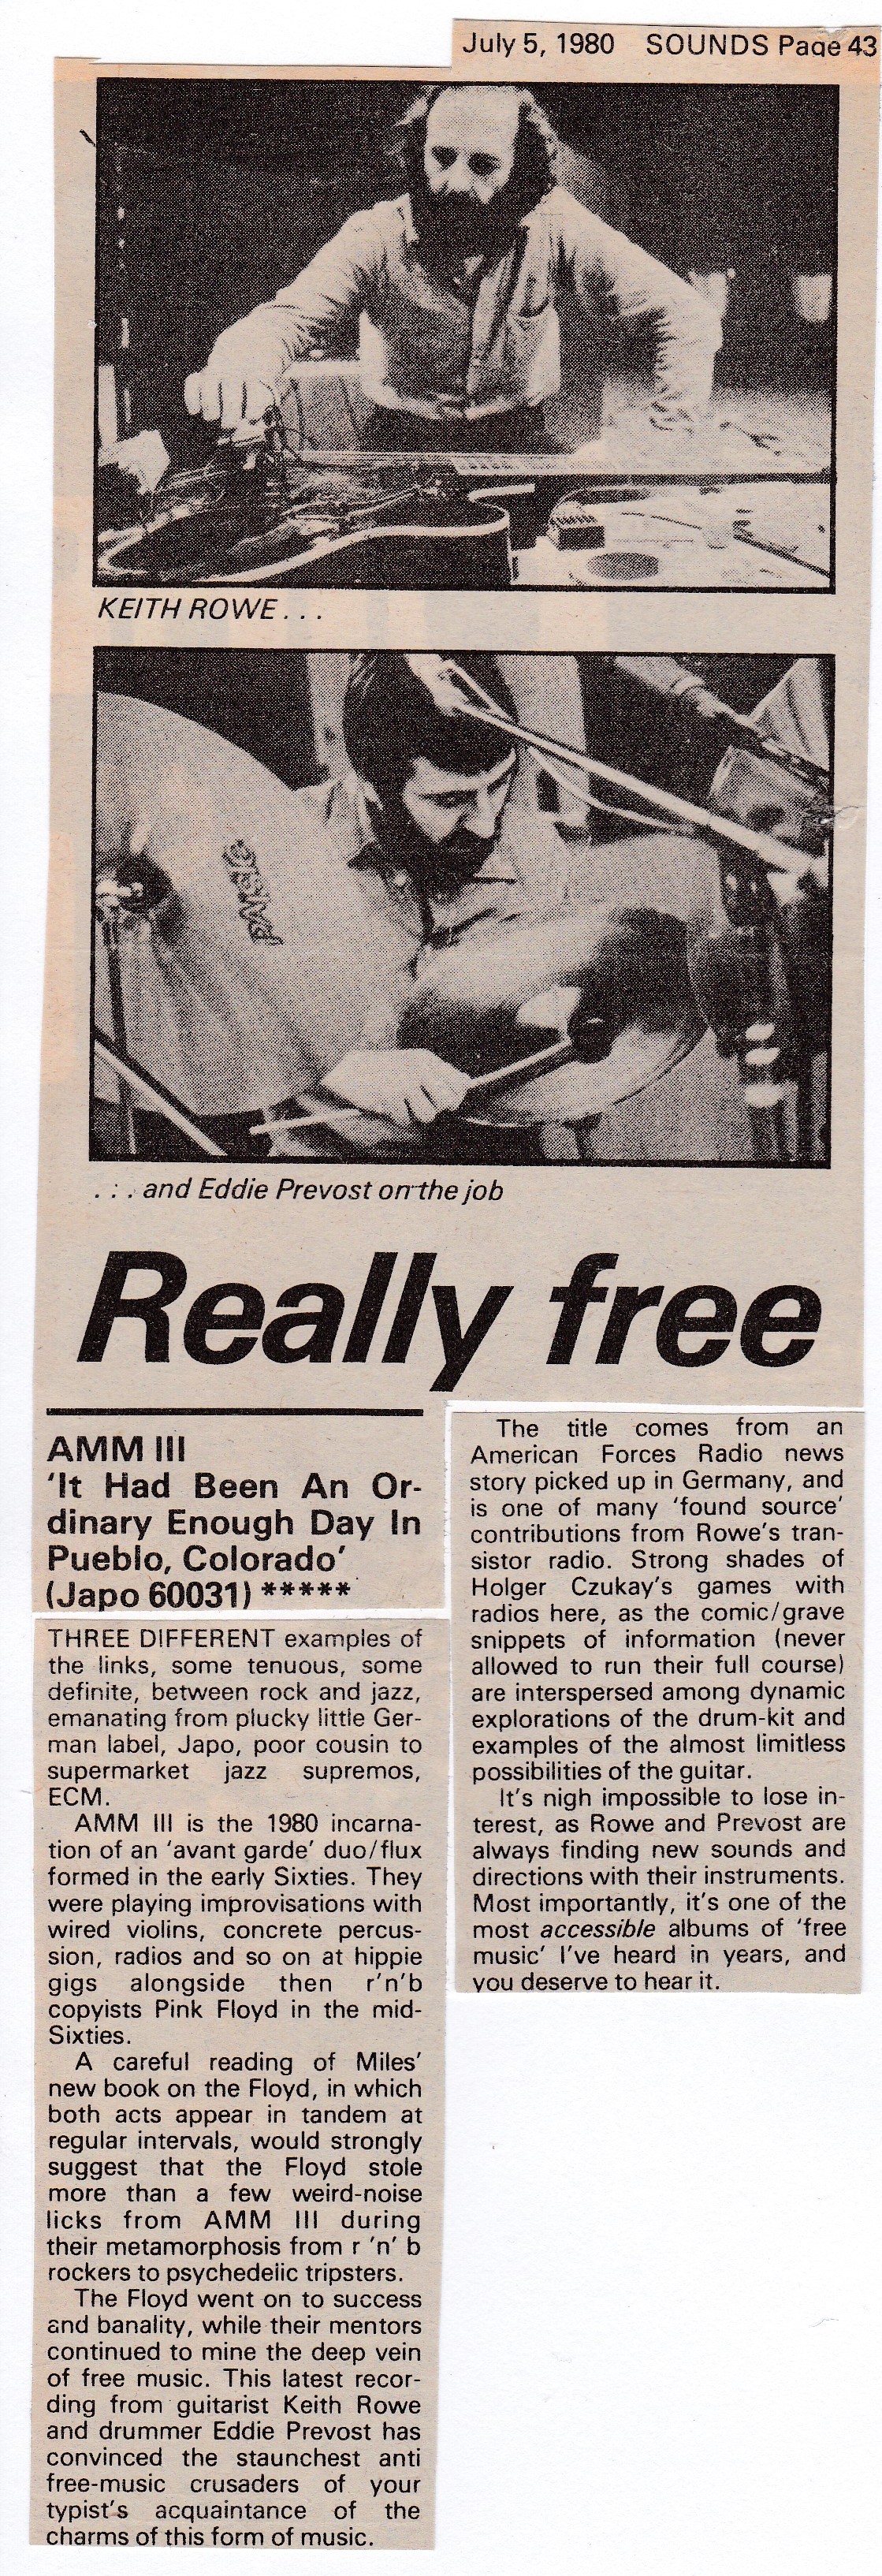 July 5, 1980 SOUNDS Page 43
KEITH ROWE . . .
PAISTE
. . . and Eddie Prevost on the job
Really free
AMM III
'It Had Been An Or-
dinary Enough Day In
Pueblo, Colorado'
(Japo 60031) *****
THREE DIFFERENT examples of
the links, some tenuous, some
definite, between rock and jazz,
emanating from plucky little Ger-
man label, Japo, poor cousin to
supermarket jazz supremos,
ECM.
AMM III is the 1980 incarna-
tion of an 'avant garde' duo/flux
formed in the early Sixties. They
were playing improvisations with
wired violins, concrete percus-
sion, radios and so on at hippie
gigs alongside then r'n'b
copyists Pink Floyd in the mid-
Sixties.
A careful reading of Miles'
new book on the Floyd, in which
both acts appear in tandem at
regular intervals, would strongly
suggest that the Floyd stole
more than a few weird-noise
licks from AMM III during
their metamorphosis from r 'n' b
rockers to psychedelic tripsters.
The Floyd went on to success
and banality, while their mentors
continued to mine the deep vein
of free music. This latest recor-
ding from guitarist Keith Rowe
and drummer Eddie Prevost has
convinced the staunchest anti
free-music crusaders of your
typist's acquaintance of the
charms of this form of music.
The title comes from an
American Forces Radio news
story picked up in Germany, and
is one of many 'found source'
contributions from Rowe's tran-
sistor radio. Strong shades of
Holger Czukay's games with
radios here, as the comic/grave
snippets of information (never
allowed to run their full course)
are interspersed among dynamic
explorations of the drum-kit and
examples of the almost limitless
possibilities of the guitar.
It's nigh impossible to lose in-
terest, as Rowe and Prevost are
always finding new sounds and
directions with their instruments.
Most importantly, it's one of the
most accessible albums of 'free
music' I've heard in years, and
you deserve to hear it.